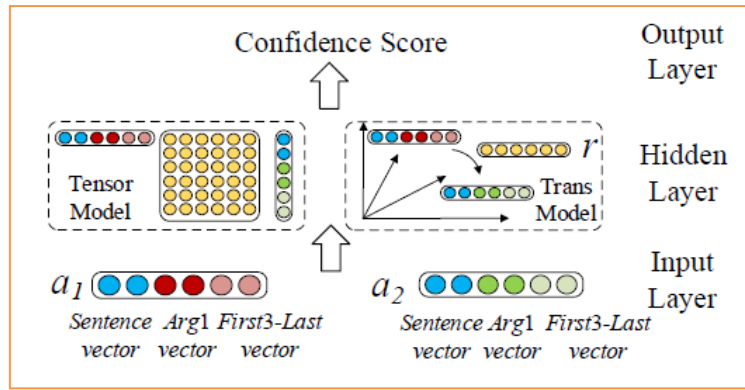 Confidence Score
Output
Layer
Tensor
Model
r
Trans
Model
Hidden
Layer
a1
a2
Input
Layer
Sentence Arg1 First3-Last
vector vector vector
Sentence Arg1 First3-Last
vector vector vector